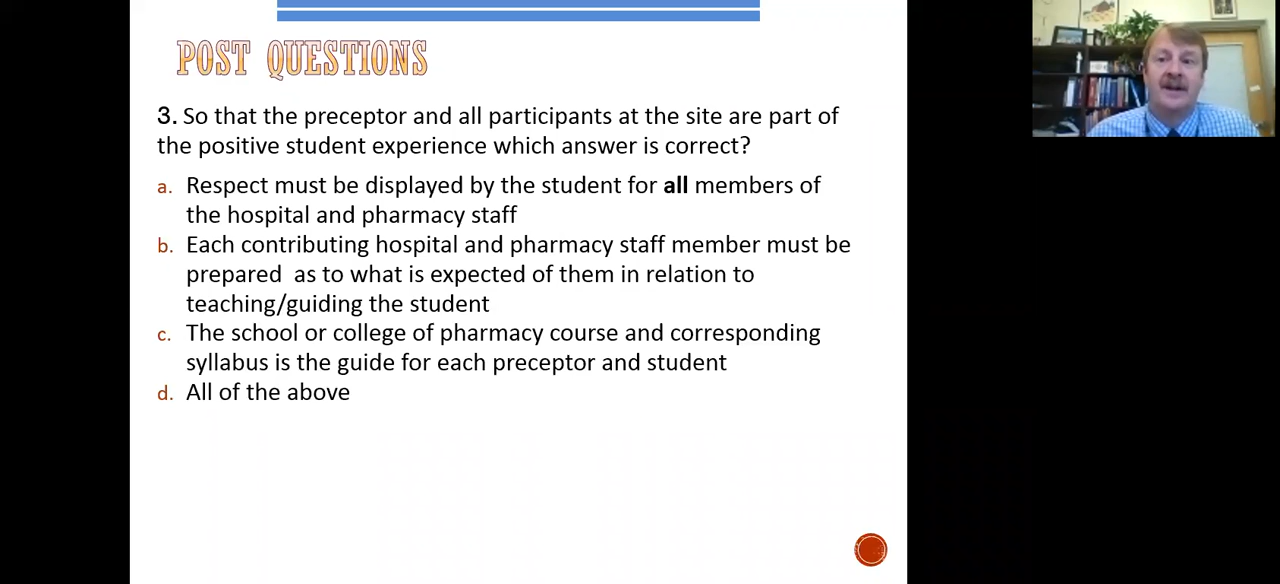 POST QUESTIONS
3. So that the preceptor and all participants at the site are part of
the positive student experience which answer is correct?
a. Respect must be displayed by the student for all members of
the hospital and pharmacy staff
b. Each contributing hospital and pharmacy staff member must be
prepared as to what is expected of them in relation to
teaching/guiding the student
c. The school or college of pharmacy course and corresponding
syllabus is the guide for each preceptor and student
d. All of the above